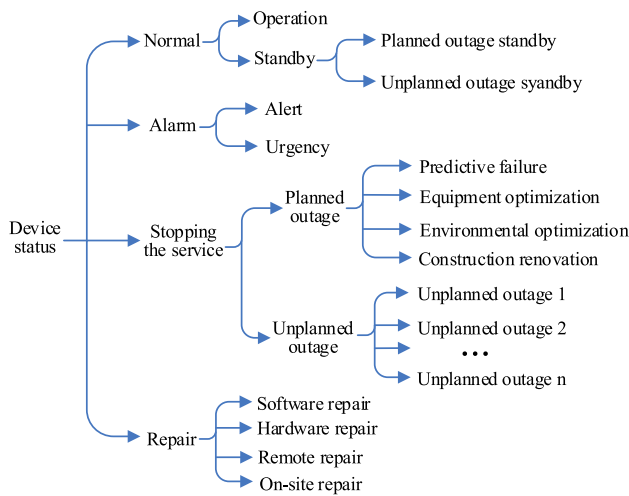 Device
status
Normal
Operation
Standby
Planned outage standby
Unplanned outage syandby
Alarm
Alert
Urgency
Stopping
the service
Planned
outage
Predictive failure
Equipment optimization
Environmental optimization
Construction renovation
Unplanned
outage
Unplanned outage 1
Unplanned outage 2
...
Unplanned outage n
Repair
Software repair
Hardware repair
Remote repair
On-site repair